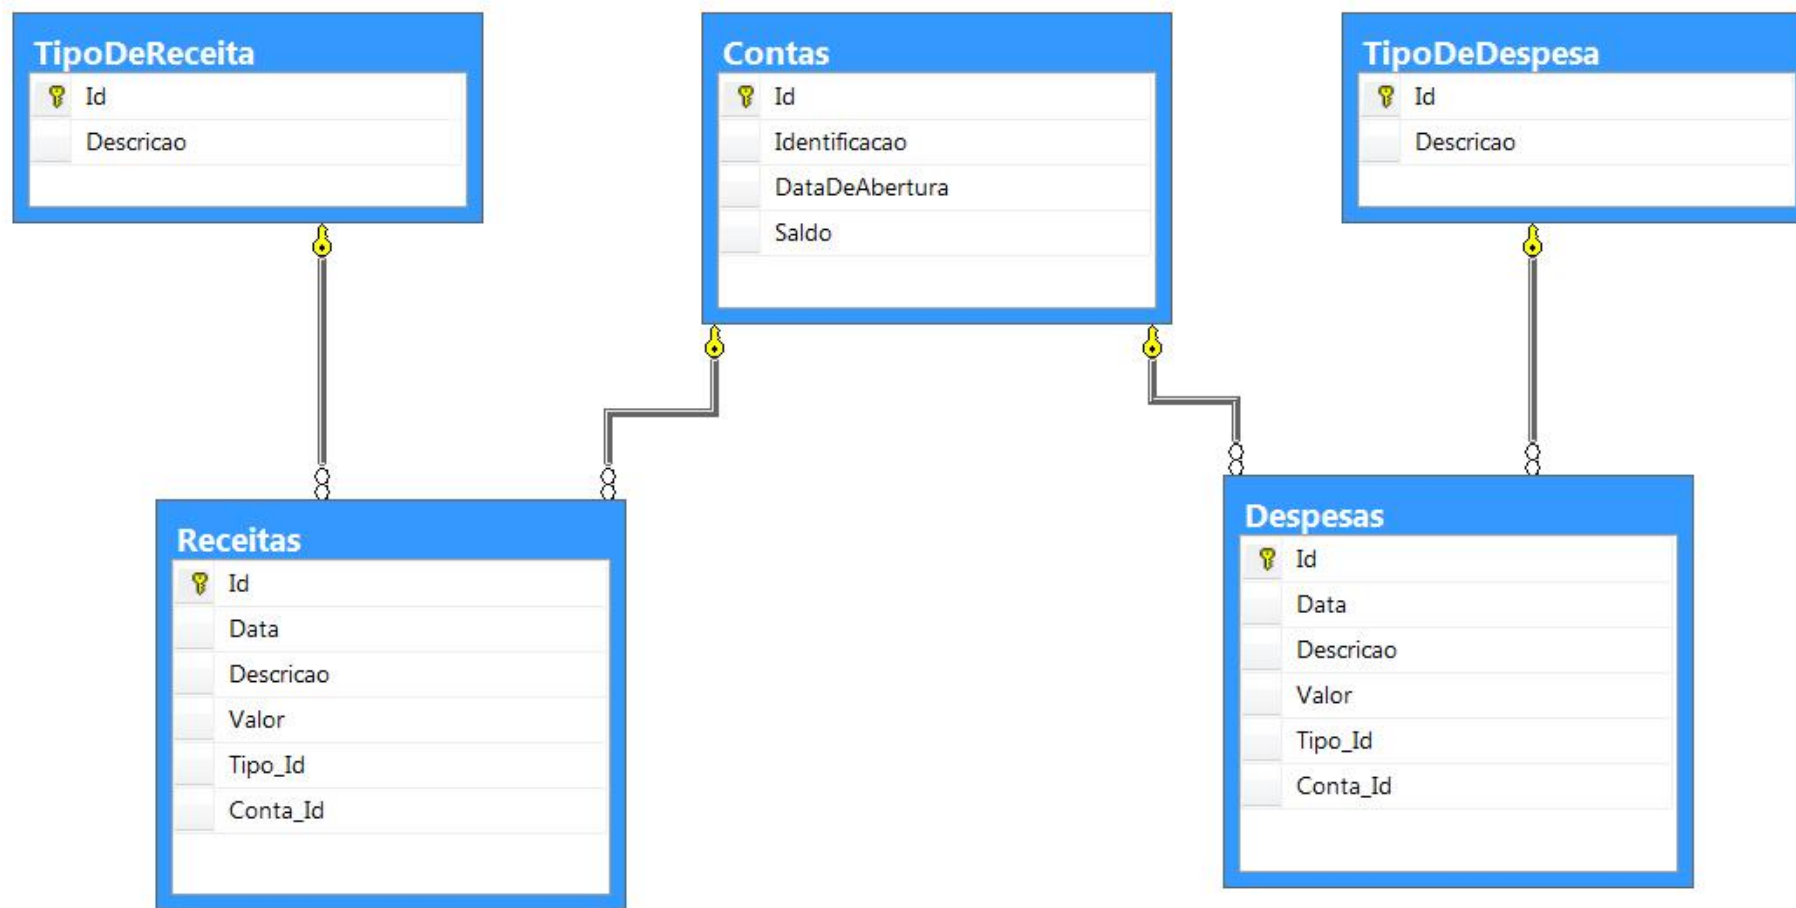 TipoDeReceita
Id
Descricao
Contas
Id
Identificacao
DataDeAbertura
Saldo
TipoDeDespesa
Id
Descricao
Receitas
Id
Data
Descricao
Valor
Tipo_Id
Conta_Id
Despesas
Id
Data
Descricao
Valor
Tipo_Id
Conta_Id